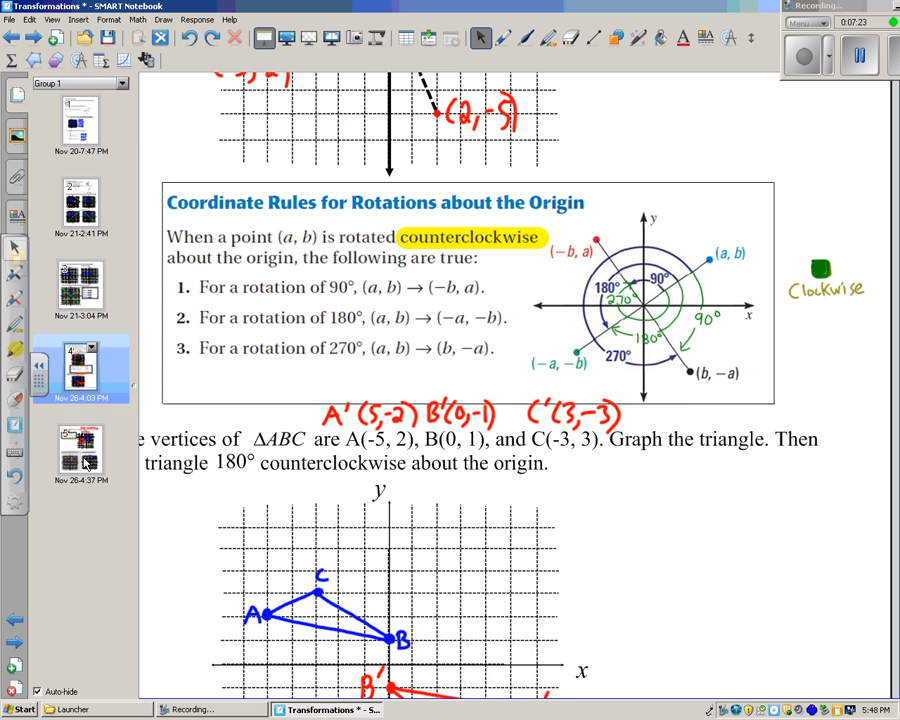 Transformations * - SMART Notebook
Recording...
File Edit View Insert Format Math Draw Response Help
Menu
00:07:23
Group 1
Nov 20-7:47 PM
Nov 21-2:41 PM
Nov 21-3:04 PM
Nov 26-4:03 PM
Nov 26-4:37 PM
(2, -5)
Coordinate Rules for Rotations about the Origin
When a point (a, b) is rotated counterclockwise
about the origin, the following are true:
1. For a rotation of 90°, (a, b) → (−b, a).
2. For a rotation of 180°, (a, b) → (−a, −b).
3. For a rotation of 270°, (a, b) → (b, −a).
y
(−b, a)
(a, b)
90°
180°
270°
x
90°
180°
270°
(−a, −b)
(b, −a)
Clockwise
A'(5,-2) B'(0,-1) C'(3,-3)
e vertices of ΔABC are A(-5, 2), B(0, 1), and C(-3, 3). Graph the triangle. Then
triangle 180° counterclockwise about the origin.
y
C
A
B
x
B'
Auto-hide
Start Launcher Recording... Transformations * - S... 5:48 PM